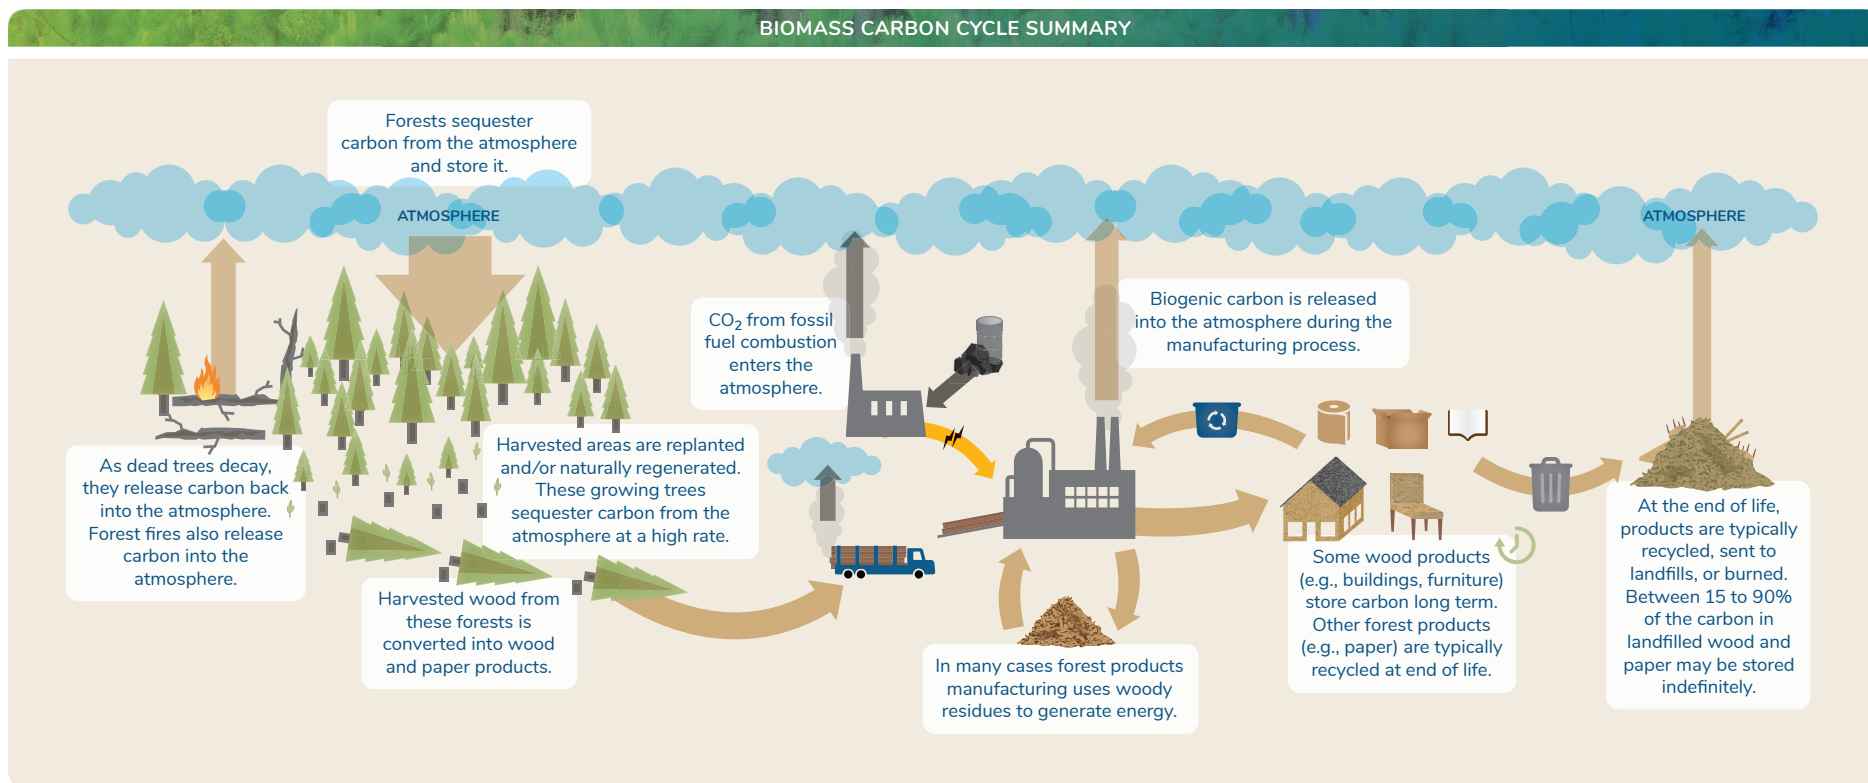 BIOMASS CARBON CYCLE SUMMARY
Forests sequester
carbon from the atmosphere
and store it.
ATMOSPHERE
ATMOSPHERE
CO₂ from fossil
fuel combustion
enters the
atmosphere.
Biogenic carbon is released
into the atmosphere during the
manufacturing process.
As dead trees decay,
they release carbon back
into the atmosphere.
Forest fires also release
carbon into the
atmosphere.
Harvested areas are replanted
and/or naturally regenerated.
These growing trees
sequester carbon from the
atmosphere at a high rate.
Harvested wood from
these forests is
converted into wood
and paper products.
In many cases forest products
manufacturing uses woody
residues to generate energy.
Some wood products
(e.g., buildings, furniture)
store carbon long term.
Other forest products
(e.g., paper) are typically
recycled at end of life.
At the end of life,
products are typically
recycled, sent to
landfills, or burned.
Between 15 to 90%
of the carbon in
landfilled wood and
paper may be stored
indefinitely.